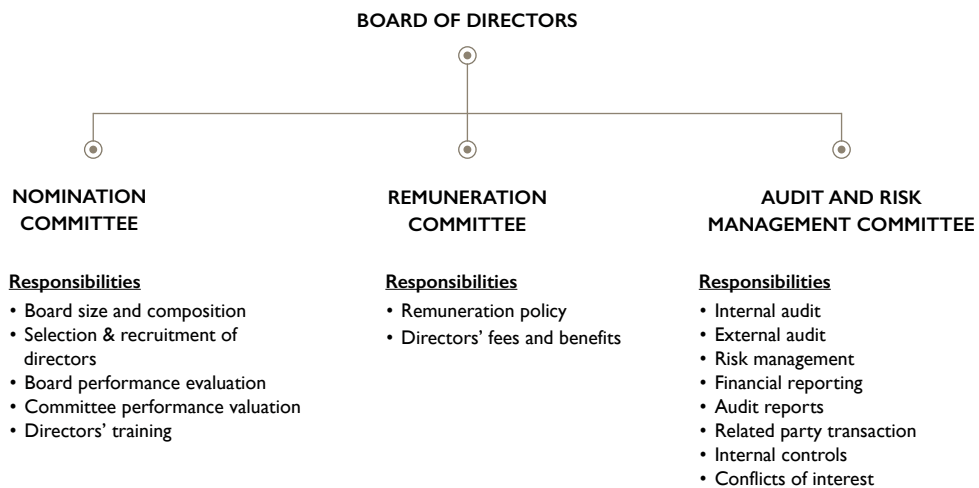 BOARD OF DIRECTORS
NOMINATION
COMMITTEE
Responsibilities
• Board size and composition
• Selection & recruitment of
directors
• Board performance evaluation
• Committee performance valuation
• Directors’ training
REMUNERATION
COMMITTEE
Responsibilities
• Remuneration policy
• Directors’ fees and benefits
AUDIT AND RISK
MANAGEMENT COMMITTEE
Responsibilities
• Internal audit
• External audit
• Risk management
• Financial reporting
• Audit reports
• Related party transaction
• Internal controls
• Conflicts of interest